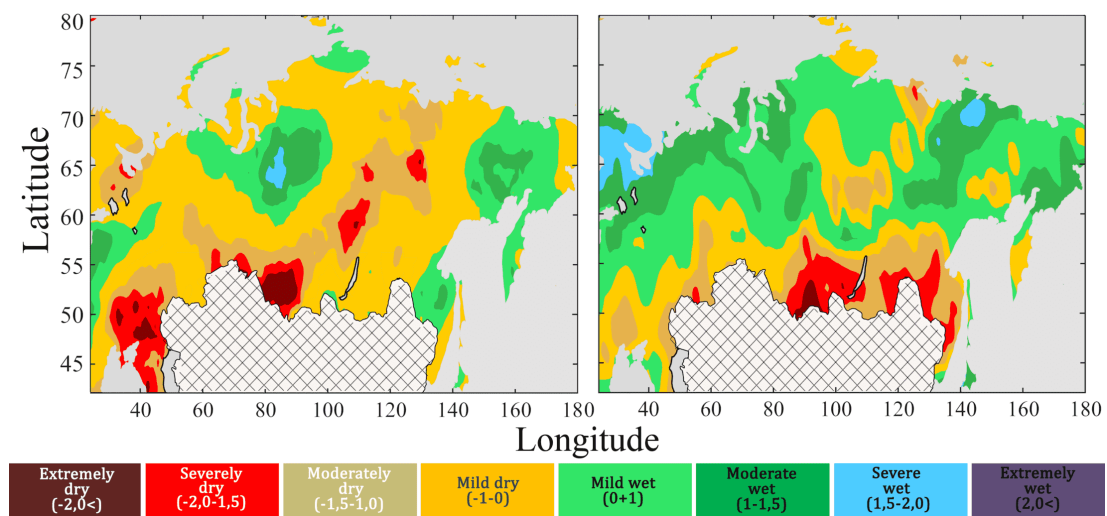 80
75
70
65
60
55
50
45
Latitude
40 60 80 100 120 140 160 180
40 60 80 100 120 140 160 180
Longitude
Extremely
dry
(-2,0<)
Severely
dry
(-2,0-1,5)
Moderately
dry
(-1,5-1,0)
Mild dry
(-1-0)
Mild wet
(0+1)
Moderate
wet
(1-1,5)
Severe
wet
(1,5-2,0)
Extremely
wet
(2,0<)